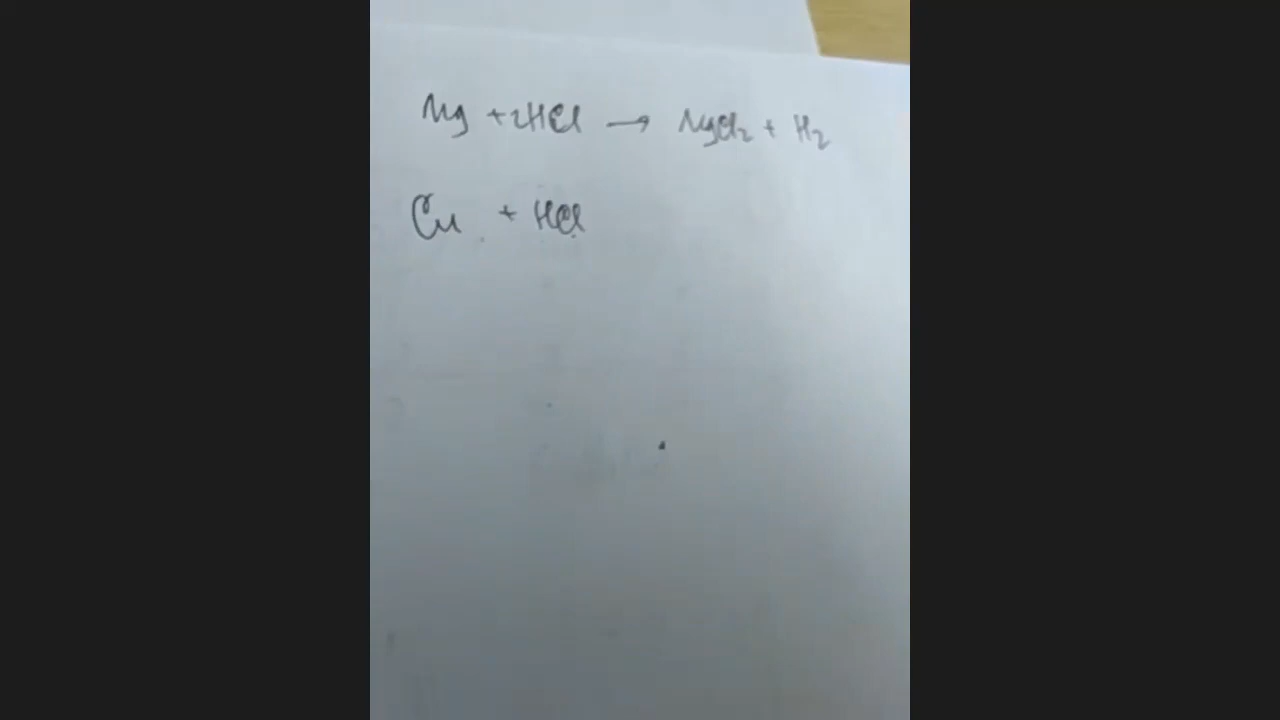 Mg + 2HCl → MgCl₂ + H₂
Cu + HCl